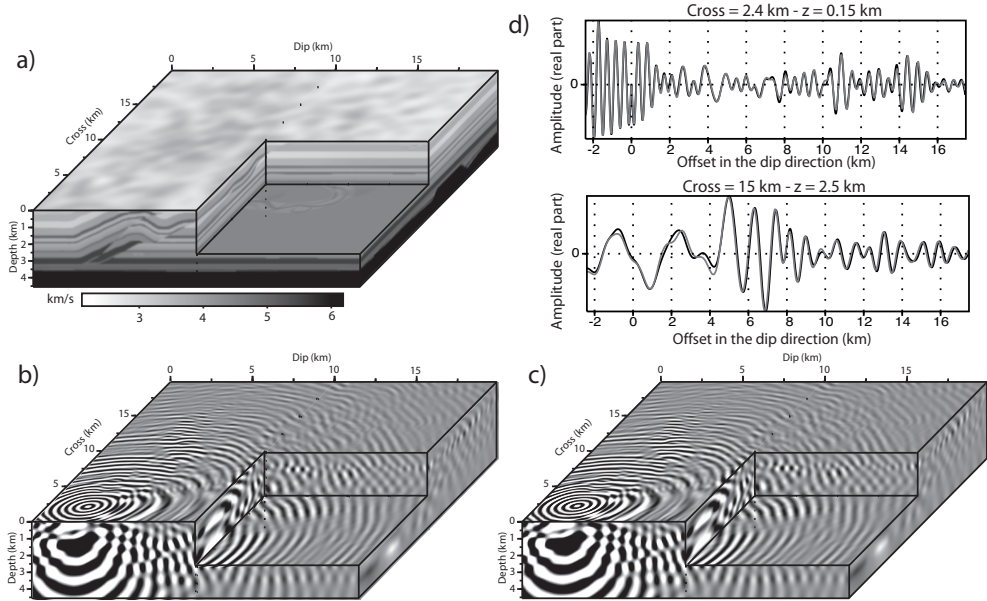 a)
Dip (km)
0 5 10 15
Cross (km)
15
10
5
0
1
2
3
4
Depth (km)
km/s
3 4 5 6
d)
Cross = 2.4 km - z = 0.15 km
Amplitude (real part)
0
-2 0 2 4 6 8 10 12 14 16
Offset in the dip direction (km)
Cross = 15 km - z = 2.5 km
Amplitude (real part)
0
-2 0 2 4 6 8 10 12 14 16
Offset in the dip direction (km)
b)
Dip (km)
0 5 10 15
Cross (km)
15
10
5
0
1
2
3
4
Depth (km)
c)
Dip (km)
0 5 10 15
Cross (km)
15
10
5
0
1
2
3
4
Depth (km)